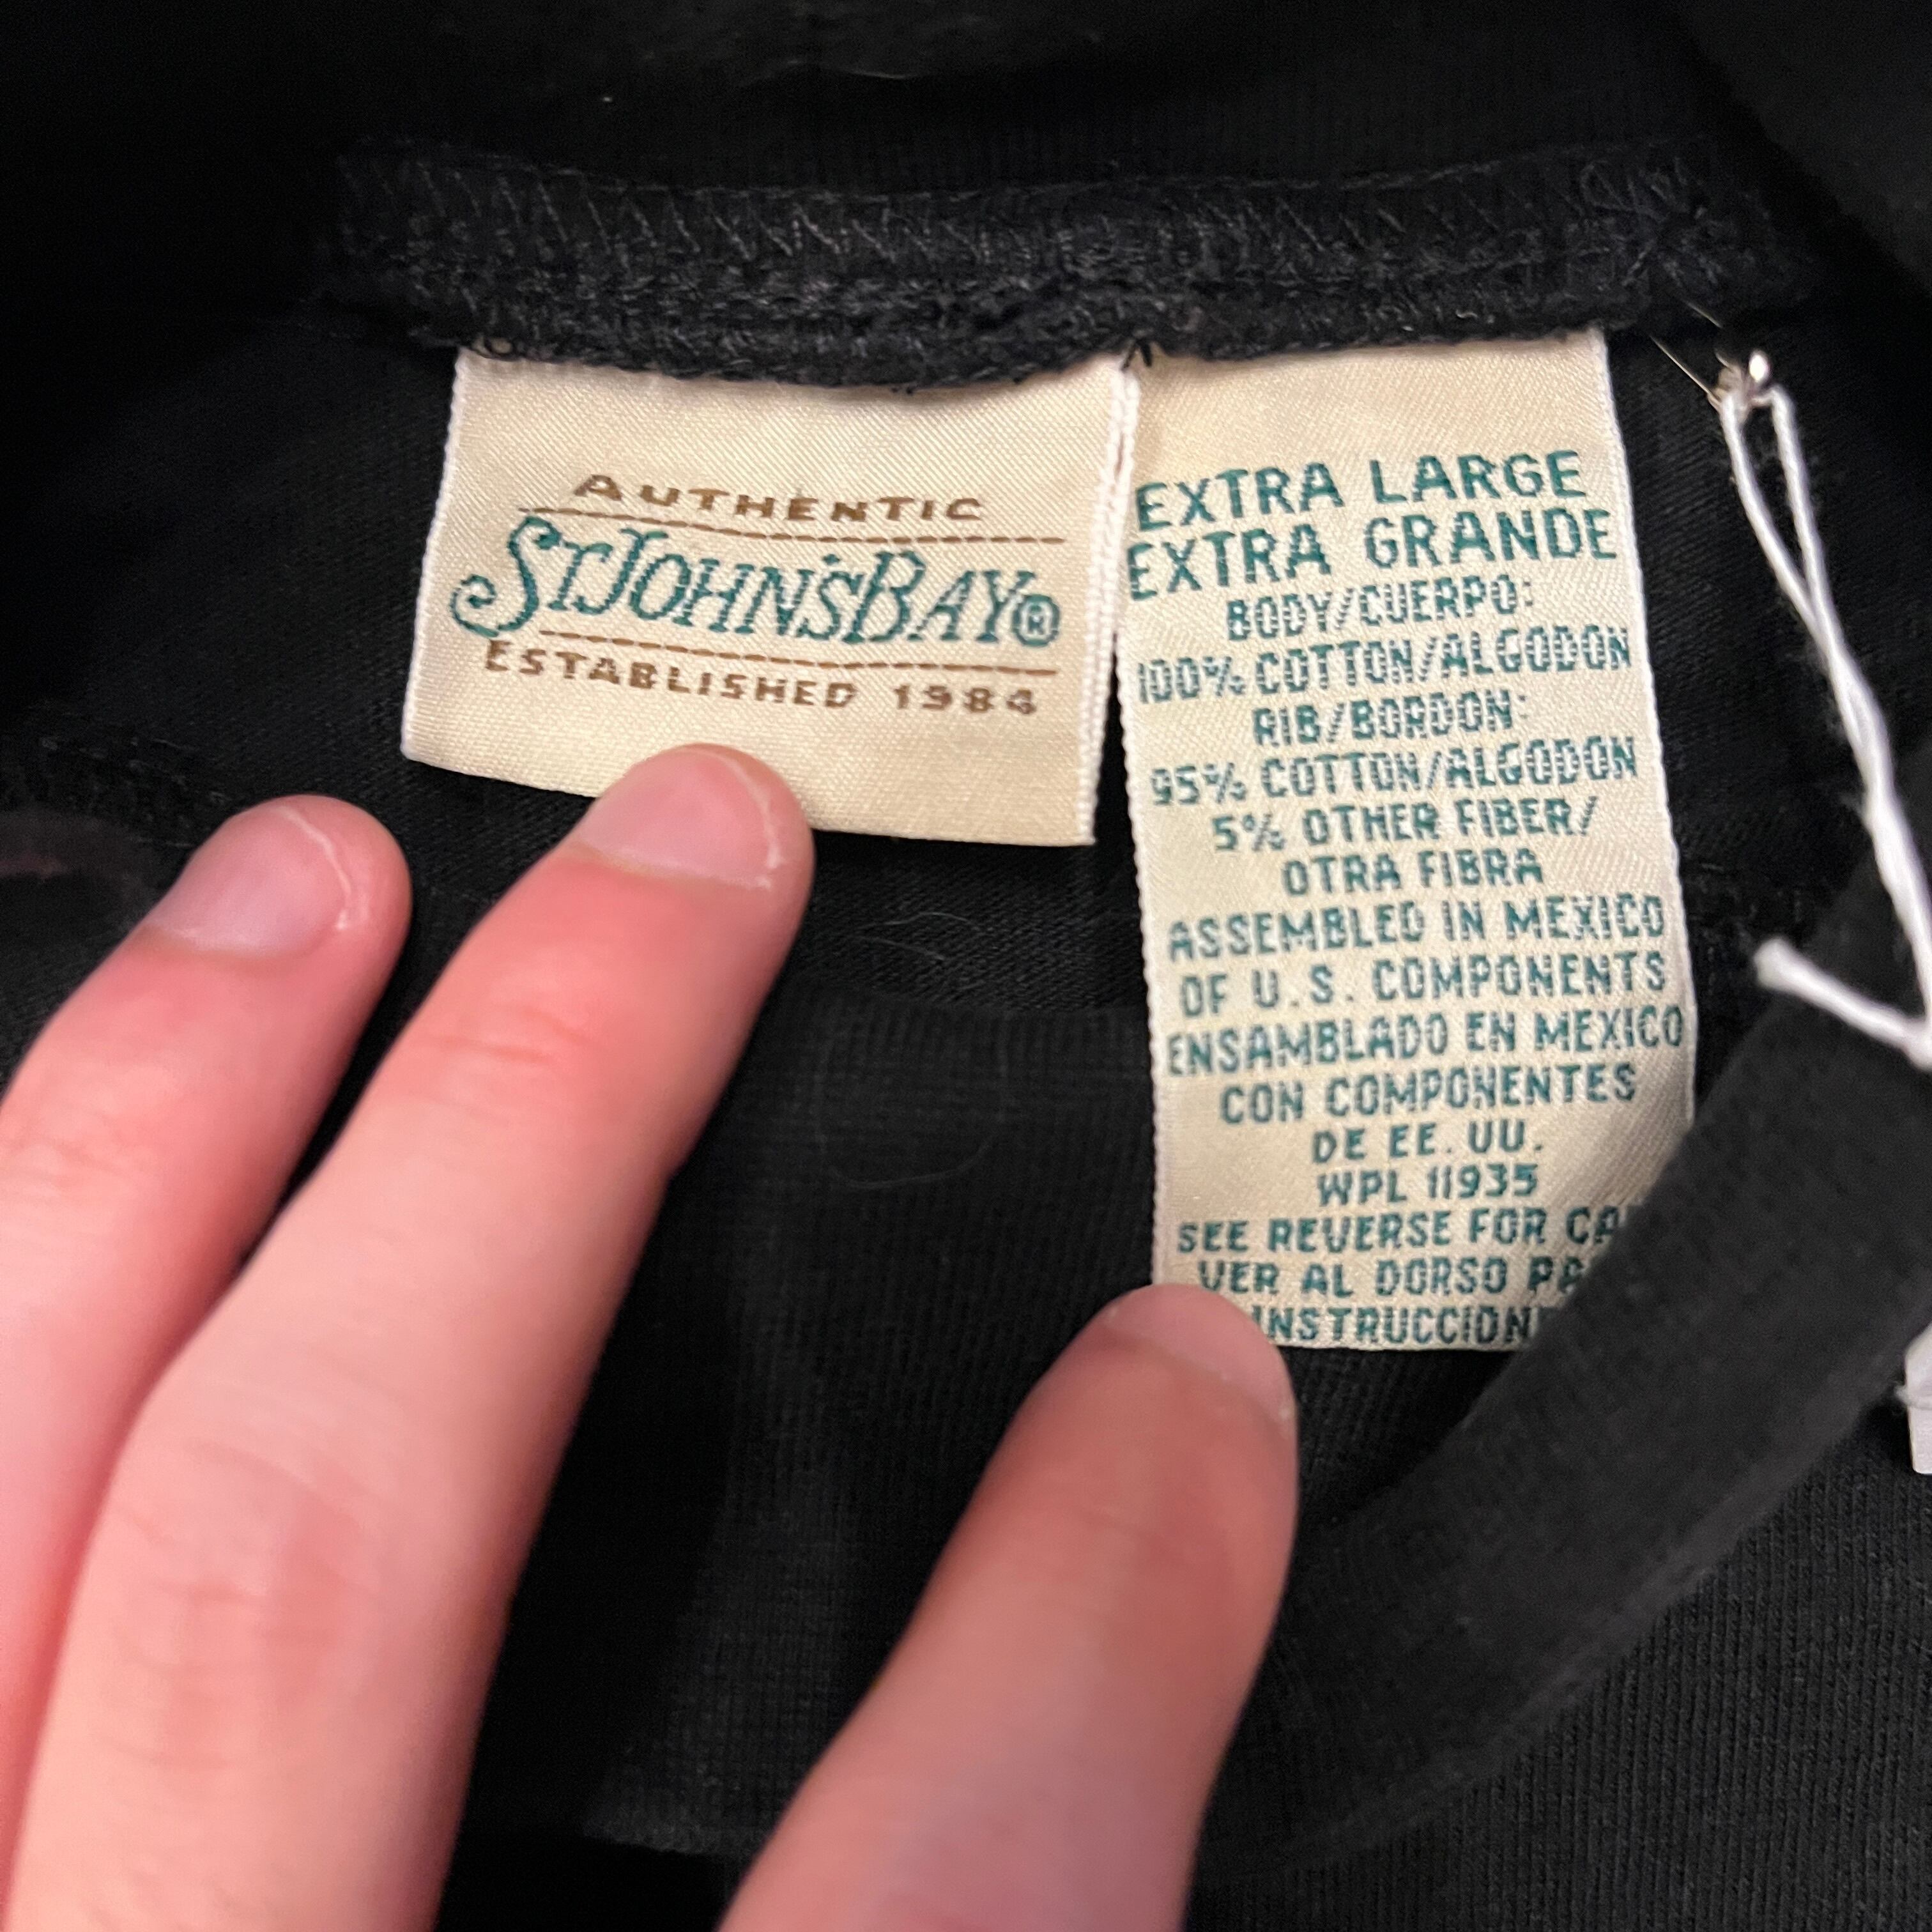 AUTHENTIC
ST. JOHN'S BAY®
ESTABLISHED 1984
EXTRA LARGE
EXTRA GRANDE
BODY/CUERPO:
100% COTTON/ALGODON
RIB/BORDON:
95% COTTON/ALGODON
5% OTHER FIBER/
OTRA FIBRA
ASSEMBLED IN MEXICO
OF U.S. COMPONENTS
ENSAMBLADO EN MEXICO
CON COMPONENTES
DE EE. UU.
WPL 11935
SEE REVERSE FOR
VER AL DORSO